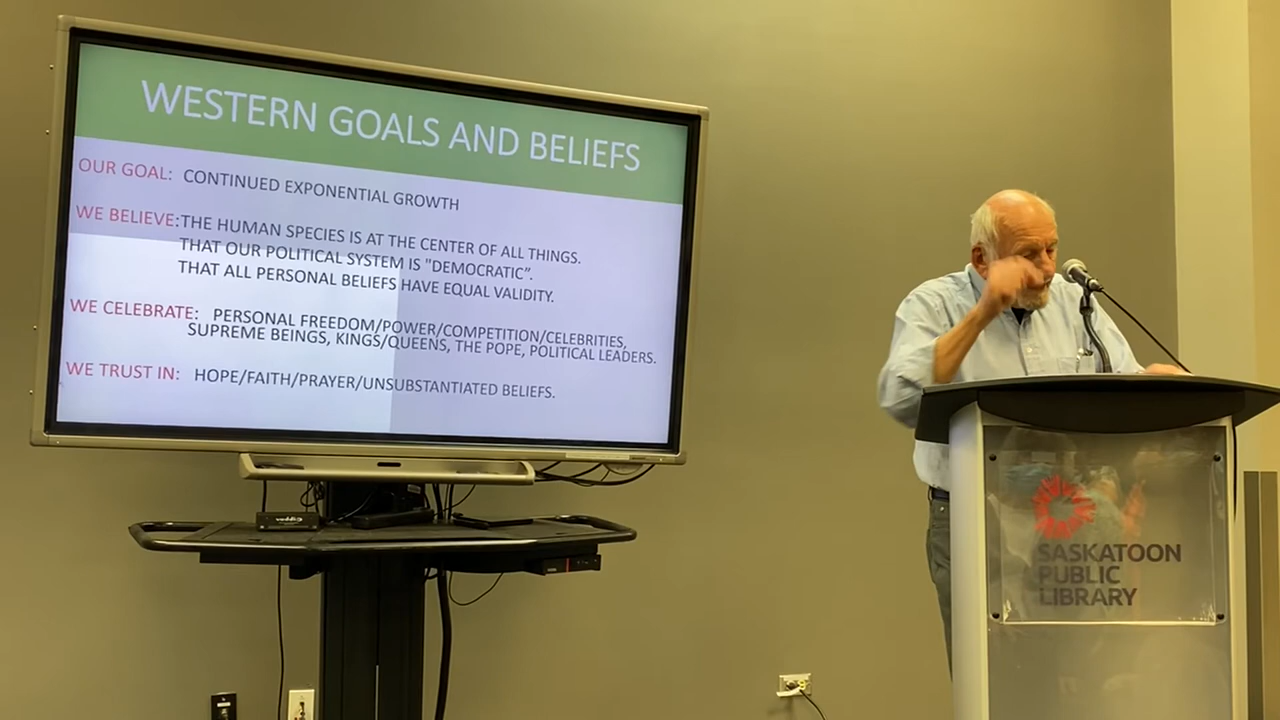 WESTERN GOALS AND BELIEFS
OUR GOAL: CONTINUED EXPONENTIAL GROWTH
WE BELIEVE:THE HUMAN SPECIES IS AT THE CENTER OF ALL THINGS.
THAT OUR POLITICAL SYSTEM IS "DEMOCRATIC”.
THAT ALL PERSONAL BELIEFS HAVE EQUAL VALIDITY.
WE CELEBRATE: PERSONAL FREEDOM/POWER/COMPETITION/CELEBRITIES,
SUPREME BEINGS, KINGS/QUEENS, THE POPE, POLITICAL LEADERS.
WE TRUST IN: HOPE/FAITH/PRAYER/UNSUBSTANTIATED BELIEFS.
SASKATOON
PUBLIC
LIBRARY